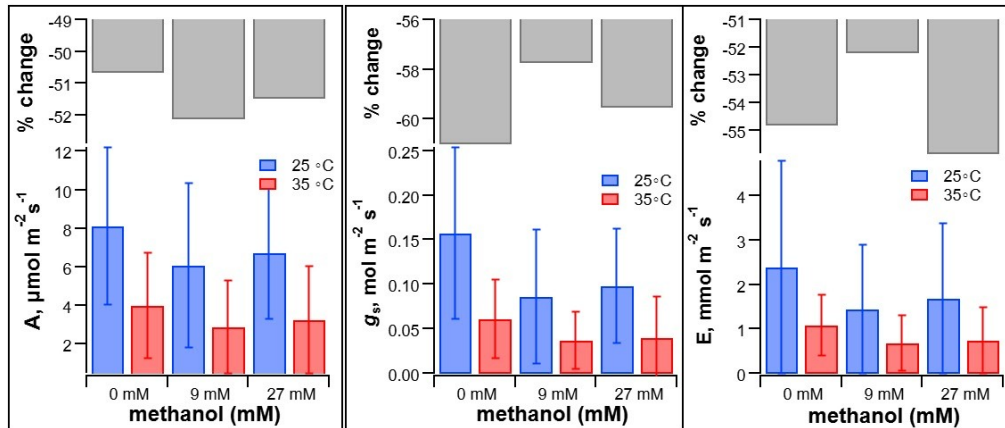 % change
-49
-50
-51
-52
A, μmol m⁻² s⁻¹
12
10
8
6
4
2
25 °C
35 °C
0 mM 9 mM 27 mM
methanol (mM)
% change
-56
-58
-60
gs, mol m⁻² s⁻¹
0.25
0.20
0.15
0.10
0.05
0.00
25°C
35°C
0 mM 9 mM 27 mM
methanol (mM)
% change
-51
-52
-53
-54
-55
E, mmol m⁻² s⁻¹
4
3
2
1
0
25°C
35°C
0 mM 9 mM 27 mM
methanol (mM)